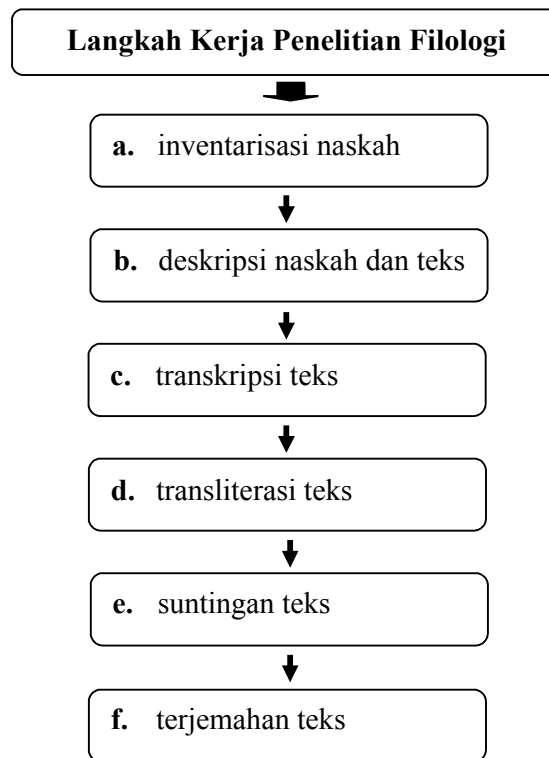 Langkah Kerja Penelitian Filologi
a. inventarisasi naskah
b. deskripsi naskah dan teks
c. transkripsi teks
d. transliterasi teks
e. suntingan teks
f. terjemahan teks